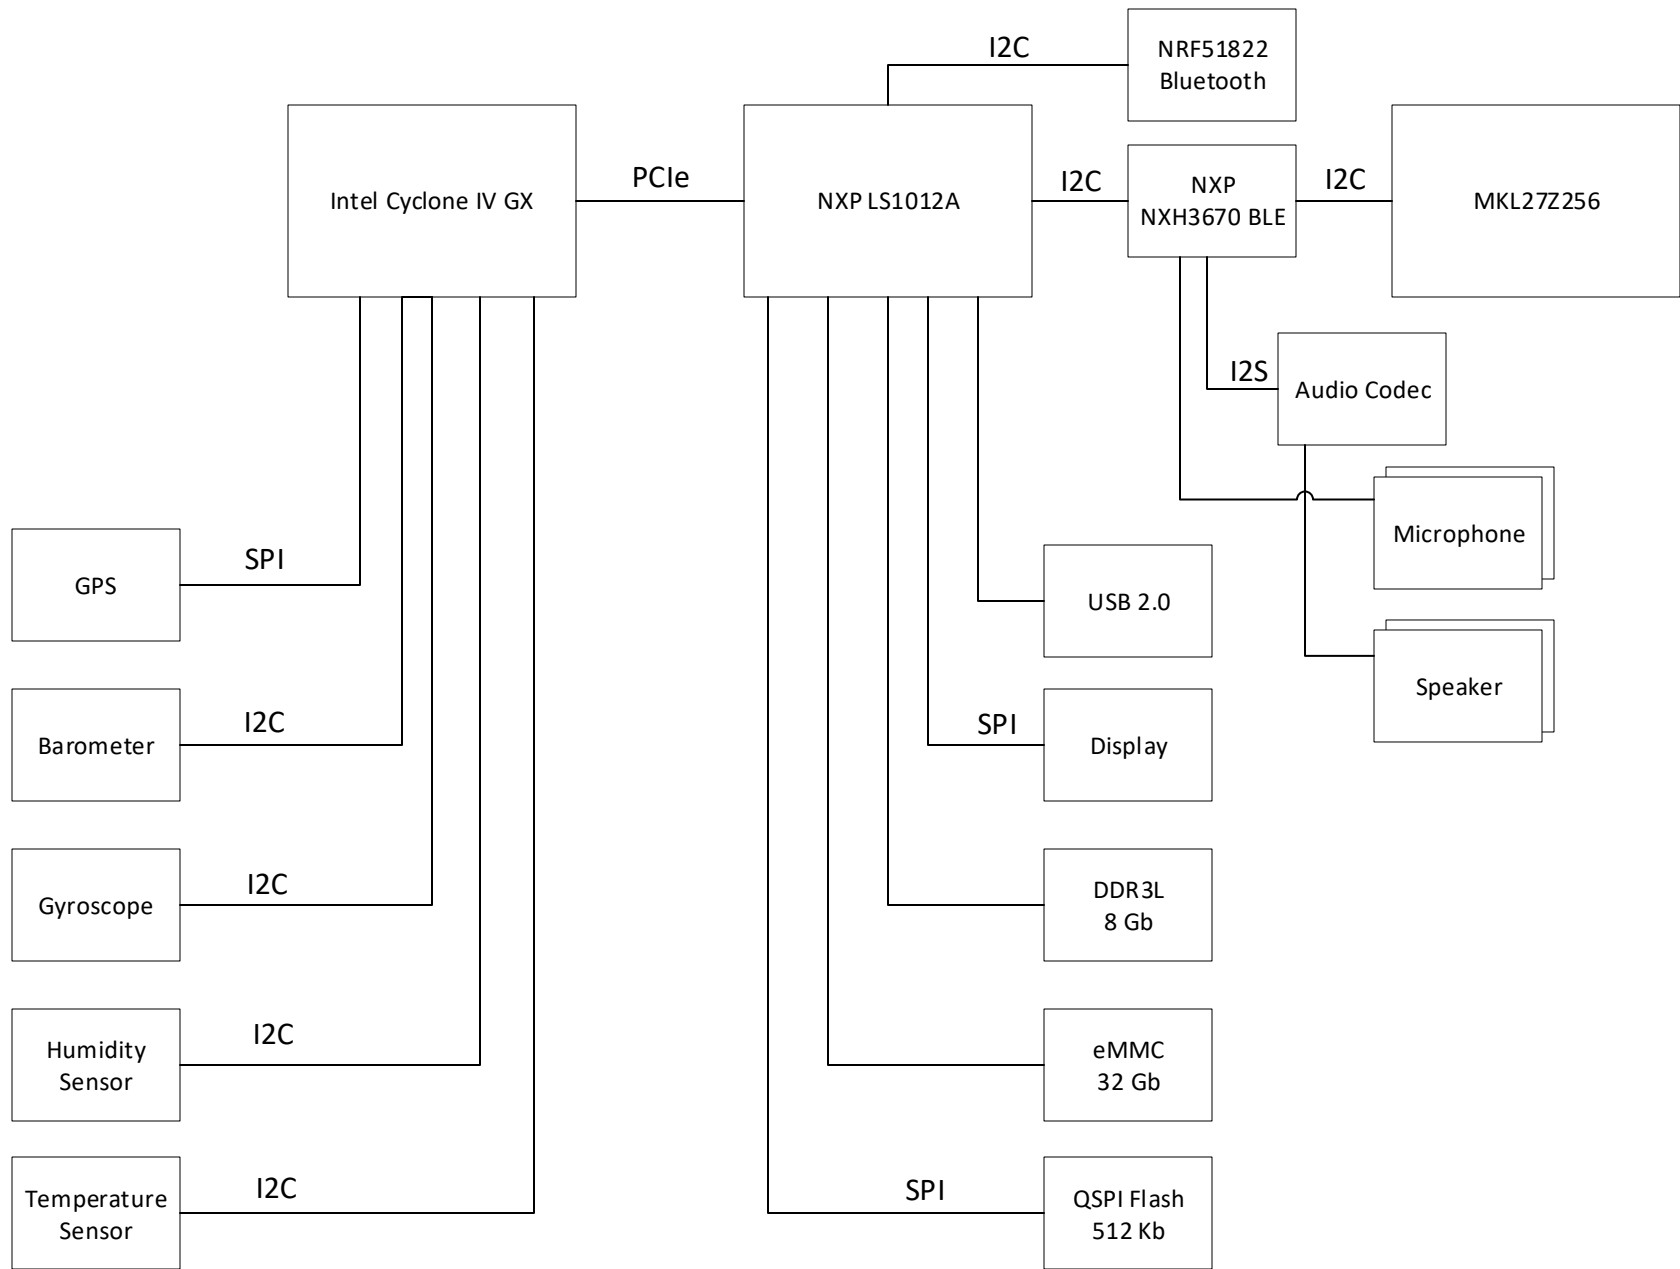 I2C
NRF51822
Bluetooth
Intel Cyclone IV GX
PCIe
NXP LS1012A
I2C
NXP
NXH3670 BLE
I2C
MKL27Z256
I2S
Audio Codec
Microphone
Speaker
GPS
SPI
USB 2.0
Barometer
I2C
SPI
Display
Gyroscope
I2C
DDR3L
8 Gb
Humidity
Sensor
I2C
eMMC
32 Gb
Temperature
Sensor
I2C
SPI
QSPI Flash
512 Kb